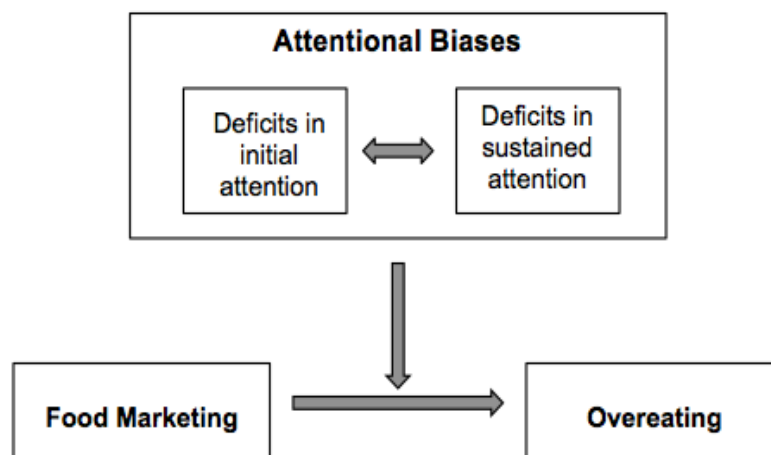 Attentional Biases
Deficits in
initial
attention
Deficits in
sustained
attention
Food Marketing
Overeating